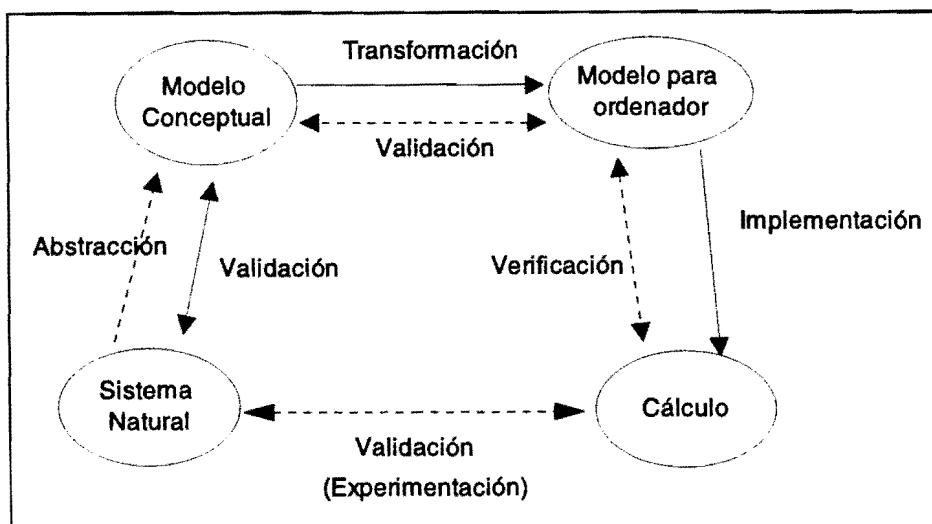 Transformación
Modelo
Conceptual
Modelo para
ordenador
Validación
Implementación
Abstracción
Validación
Verificación
Sistema
Natural
Cálculo
Validación
(Experimentación)